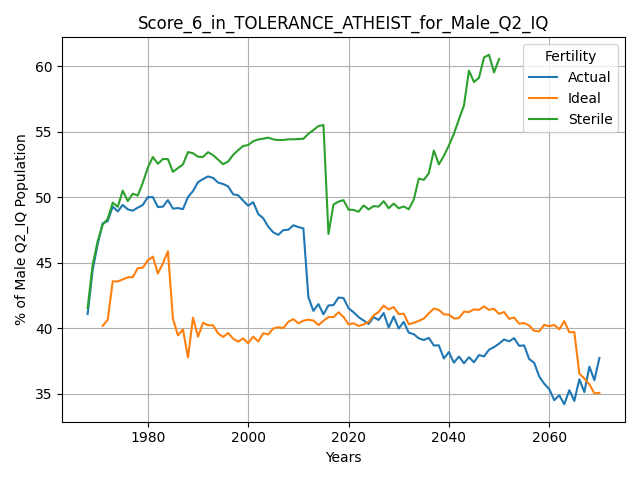 Score_6_in_TOLERANCE_ATHEIST_for_Male_Q2_IQ
Fertility
Actual
Ideal
Sterile
% of Male Q2_IQ Population
60
55
50
45
40
35
1980
2000
2020
2040
2060
Years